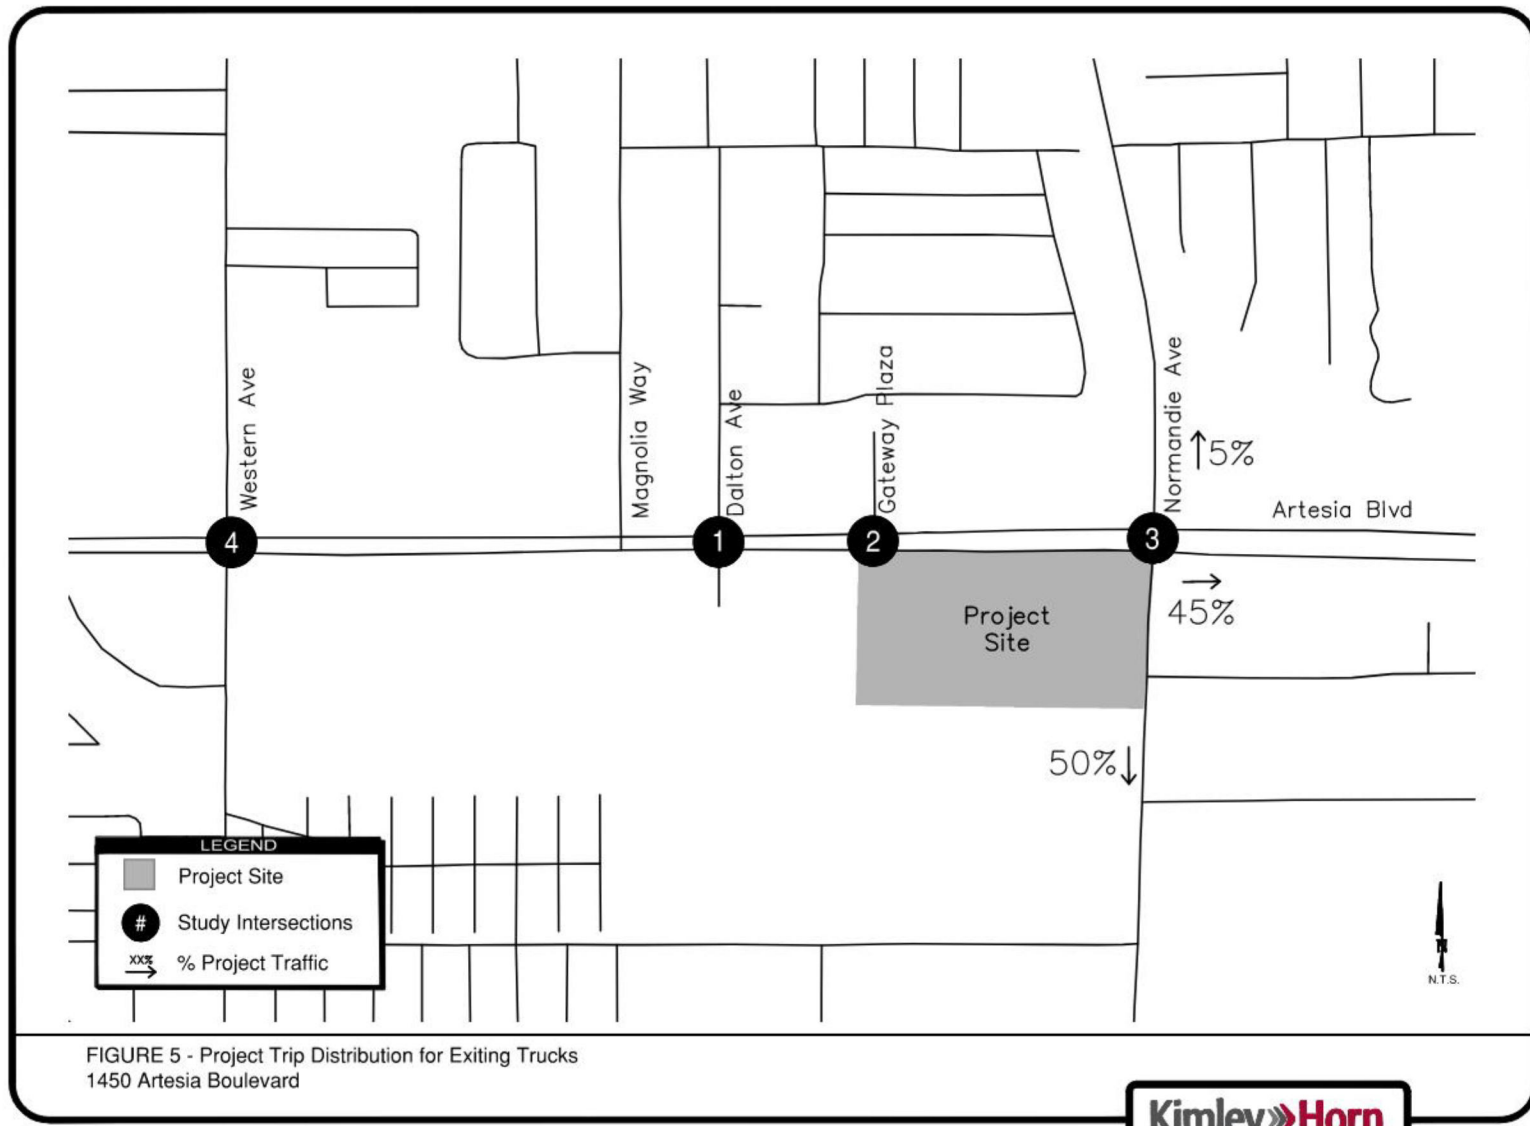 Western Ave
Magnolia Way
Dalton Ave
Gateway Plaza
Normandie Ave
5%
Artesia Blvd
4
1
2
3
45%
Project
Site
50%
LEGEND
Project Site
# Study Intersections
XX% % Project Traffic
N
N.T.S.
FIGURE 5 - Project Trip Distribution for Exiting Trucks
1450 Artesia Boulevard
Kimley»Horn